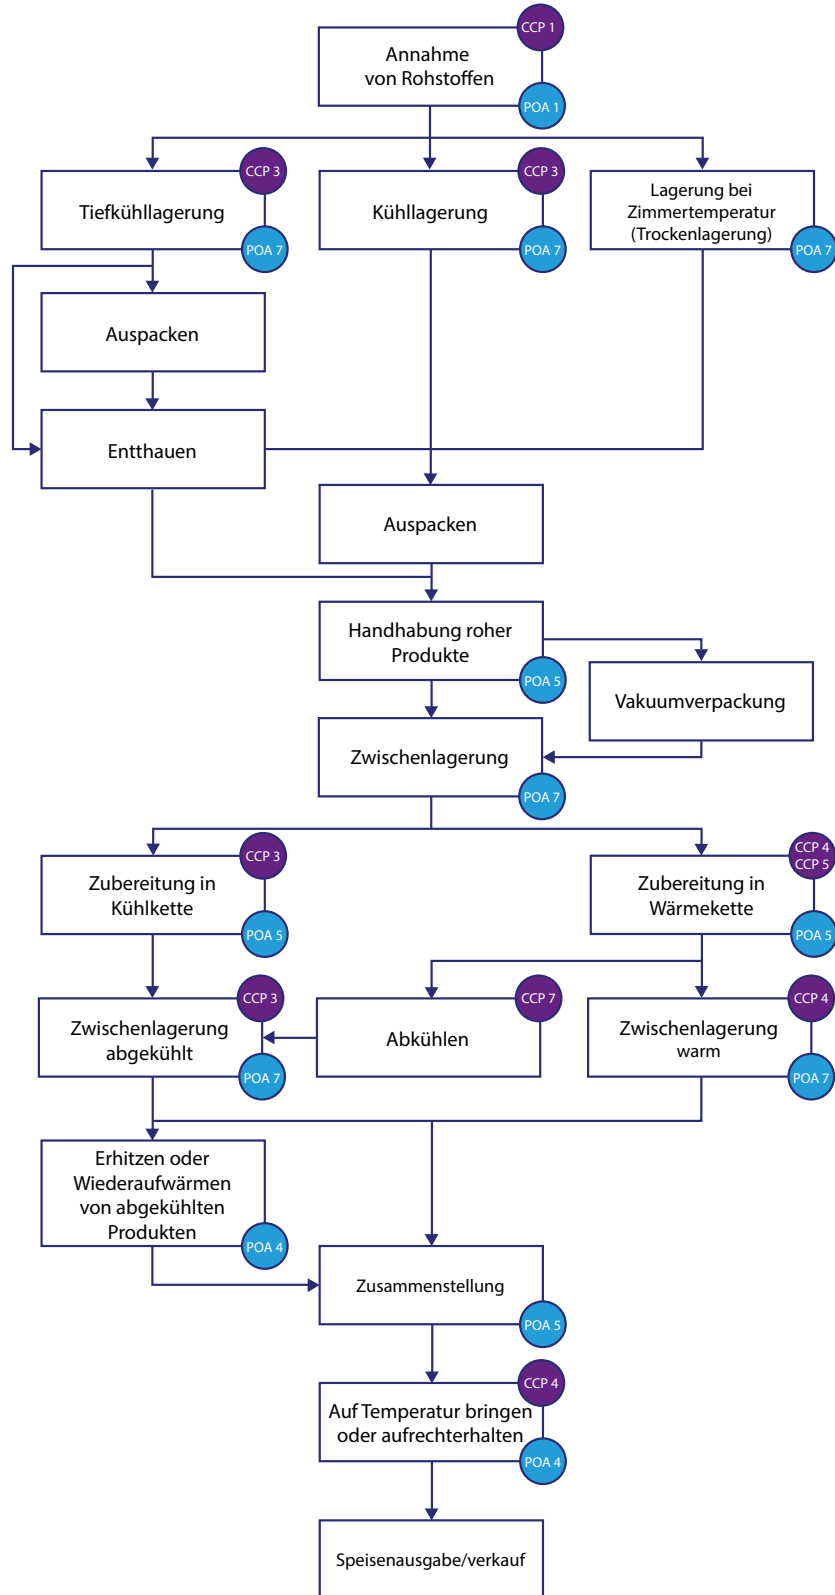 CCP 1
Annahme
von Rohstoffen
POA 1
CCP 3
Tiefkühllagerung
POA 7
CCP 3
Kühllagerung
POA 7
Lagerung bei
Zimmertemperatur
(Trockenlagerung)
POA 7
Auspacken
Entthauen
Auspacken
Handhabung roher
Produkte
POA 5
Vakuumverpackung
Zwischenlagerung
POA 7
CCP 3
Zubereitung in
Kühlkette
POA 5
CCP 4
CCP 5
Zubereitung in
Wärmekette
POA 5
CCP 3
Zwischenlagerung
abgekühlt
POA 7
CCP 7
Abkühlen
CCP 4
Zwischenlagerung
warm
POA 7
Erhitzen oder
Wiederaufwärmen
von abgekühlten
Produkten
POA 4
Zusammenstellung
POA 5
CCP 4
Auf Temperatur bringen
oder aufrechterhalten
POA 4
Speisenausgabe/verkauf